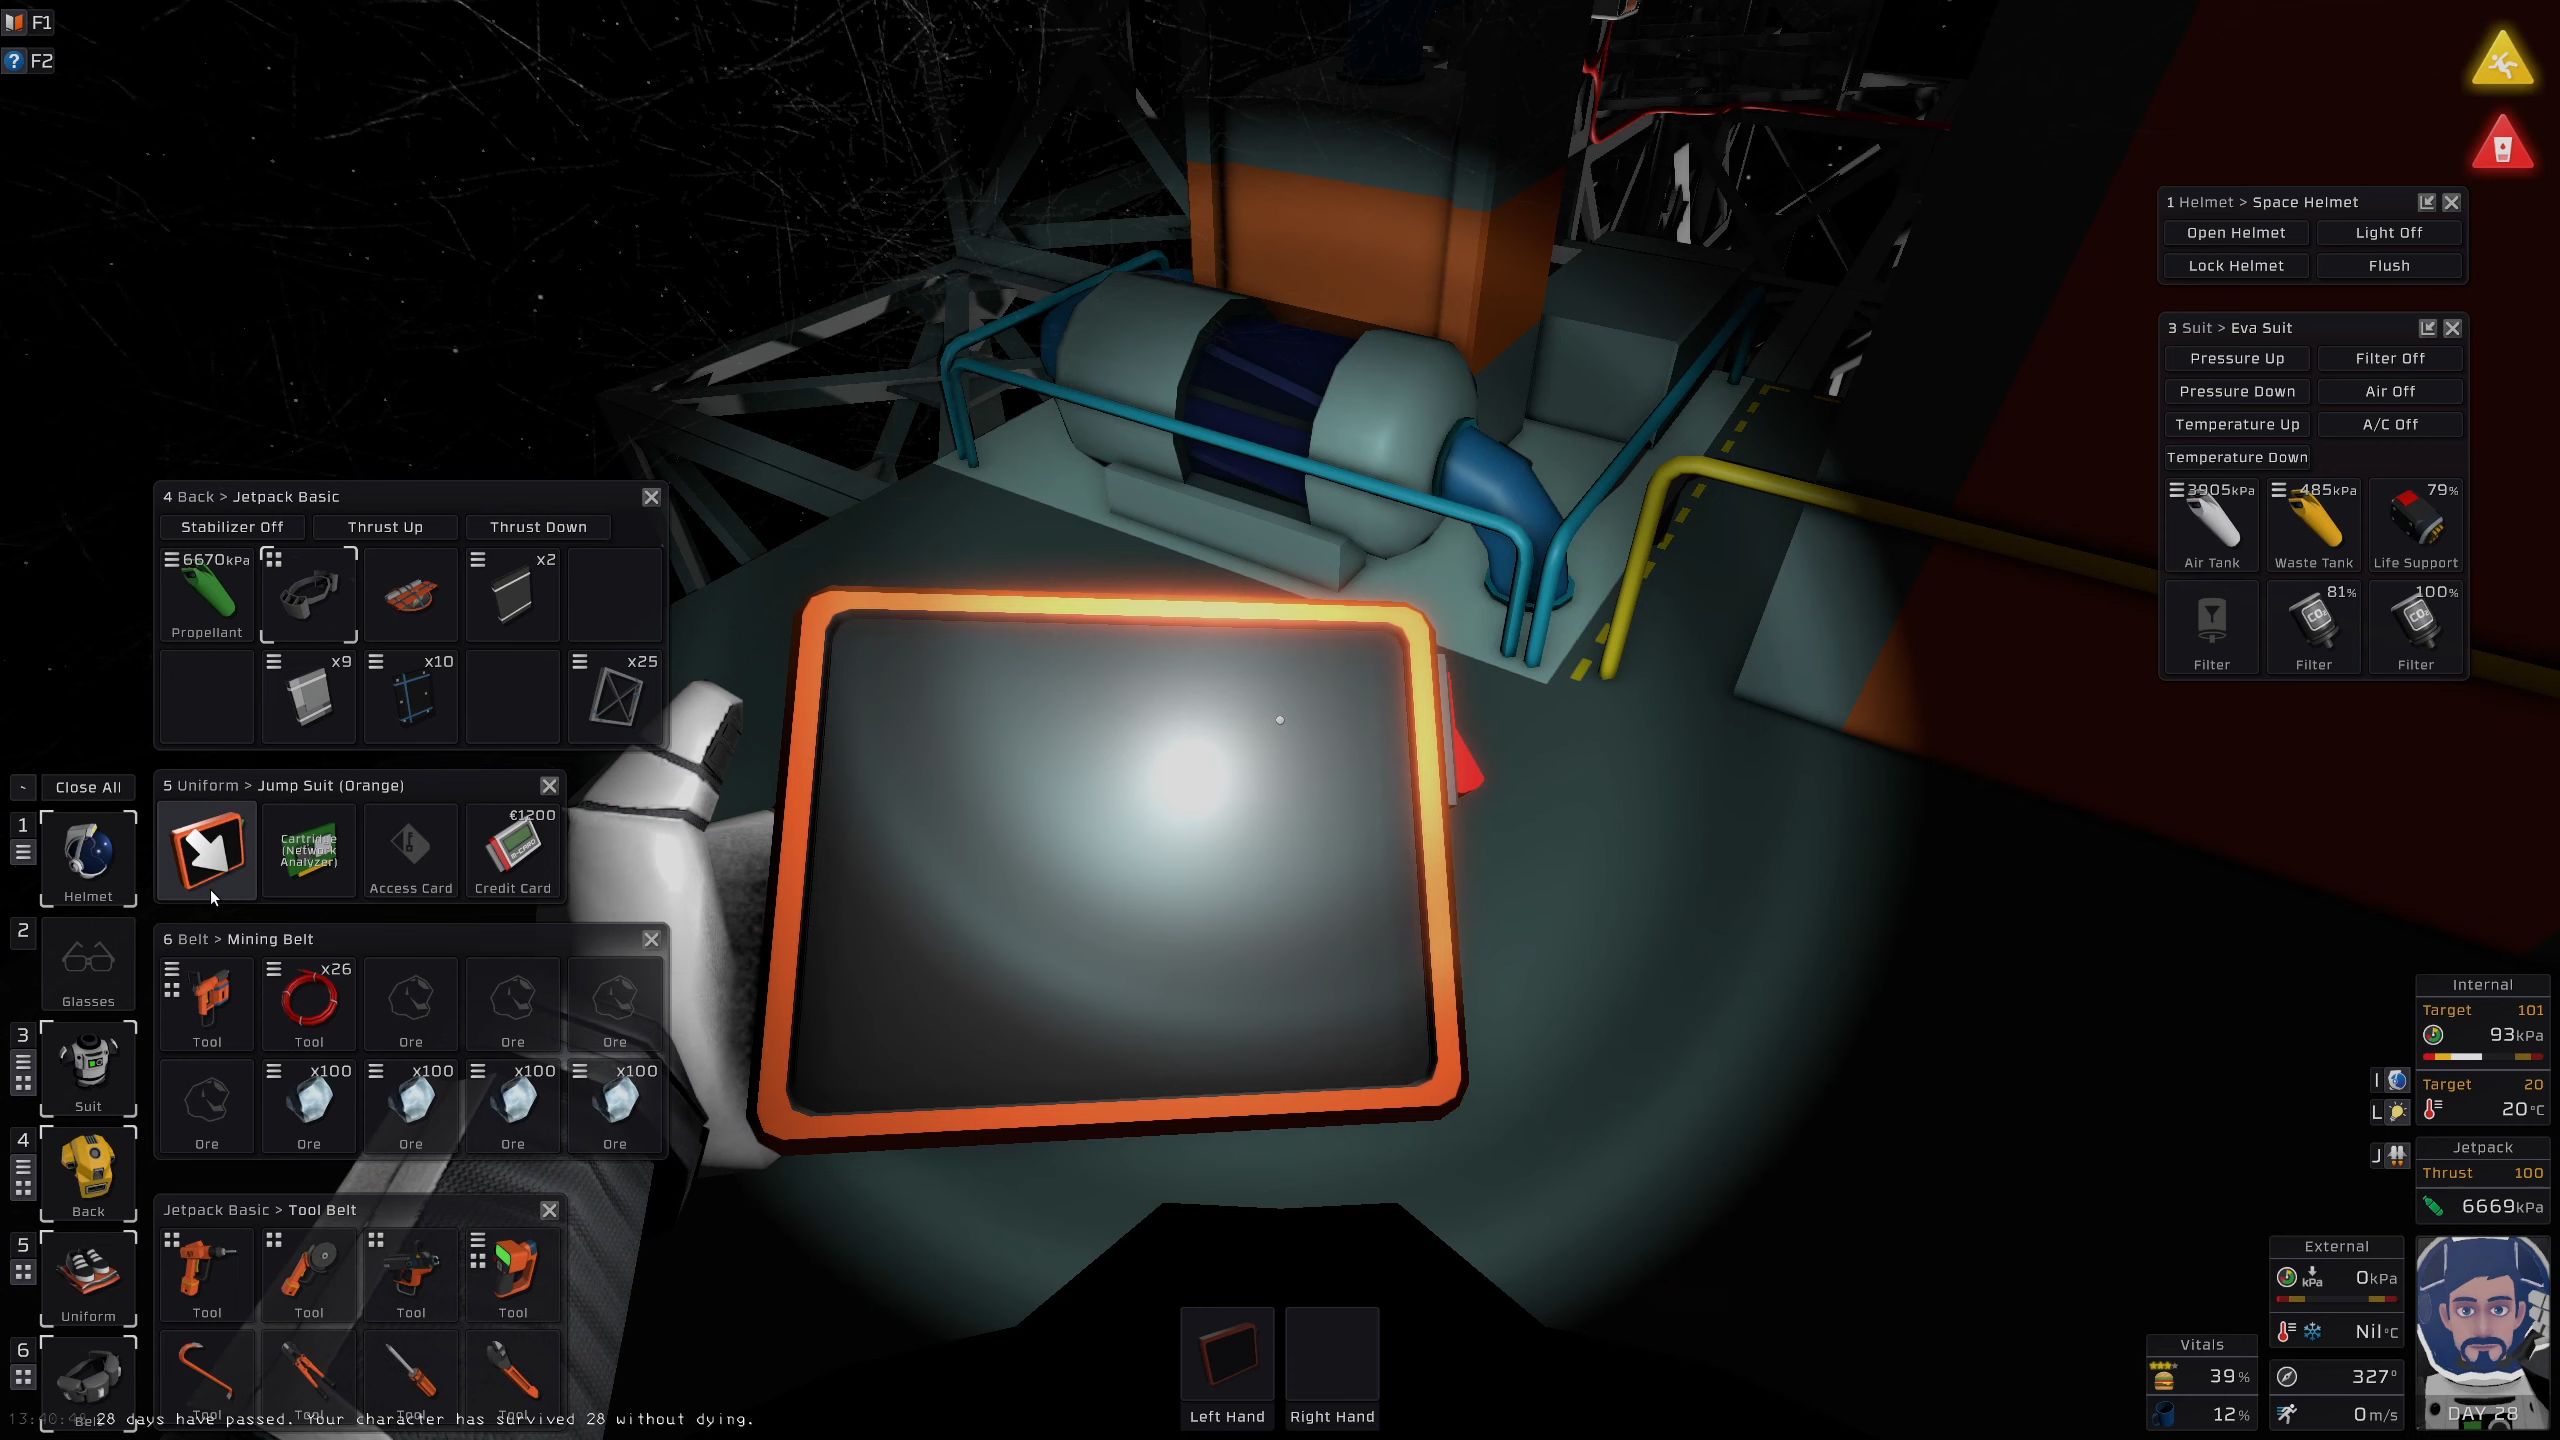 F1
F2
1 Helmet > Space Helmet
Open Helmet
Light Off
Lock Helmet
Flush
3 Suit > Eva Suit
Pressure Up
Filter Off
Pressure Down
Air Off
Temperature Up
A/C Off
Temperature Down
3905kPa
485kPa
79%
Air Tank
Waste Tank
Life Support
81%
100%
Filter
Filter
Filter
4 Back > Jetpack Basic
Stabilizer Off
Thrust Up
Thrust Down
6670kPa
x2
Propellant
x9
x10
x25
~
Close All
5 Uniform > Jump Suit (Orange)
€1200
Cartridge
(Network
Analyzer)
Access Card
Credit Card
1
Helmet
6 Belt > Mining Belt
x26
Tool
Tool
Ore
Ore
Ore
x100
x100
x100
x100
Ore
Ore
Ore
Ore
Ore
2
Glasses
3
Suit
4
Back
5
Uniform
6
Jetpack Basic > Tool Belt
Tool
Tool
Tool
Tool
Tool
Tool
Tool
Tool
28 days have passed. Your character has survived 28 without dying.
Left Hand
Right Hand
Internal
Target 101
93kPa
Target 20
20°C
I
L
J
Jetpack
Thrust 100
6669kPa
External
kPa
0kPa
Nil°C
327°
0m/s
Vitals
39%
12%
DAY 28